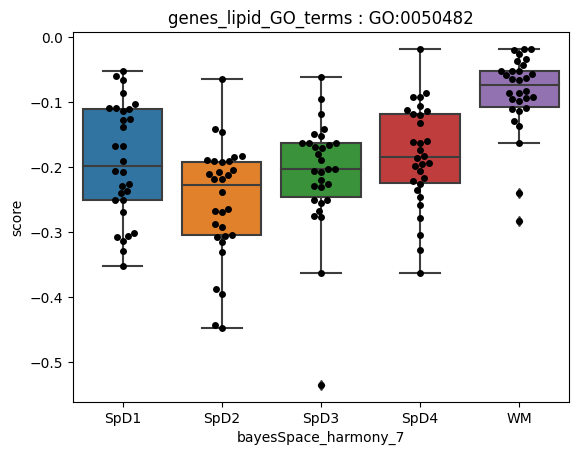 genes_lipid_GO_terms : GO:0050482
0.0
−0.1
−0.2
−0.3
−0.4
−0.5
score
SpD1 SpD2 SpD3 SpD4 WM
bayesSpace_harmony_7